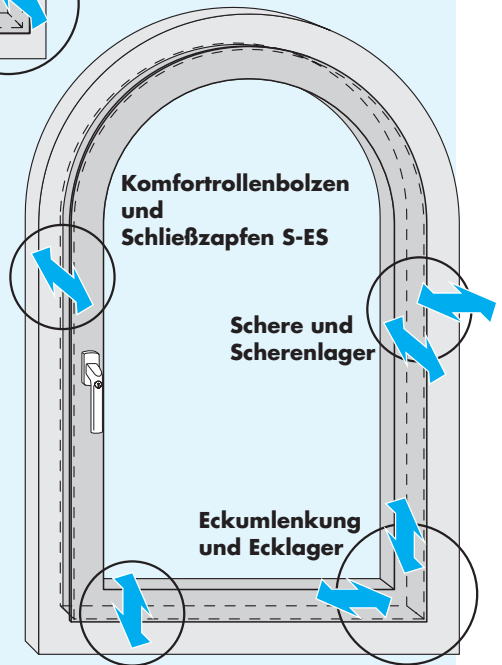 Komfortrollenbolzen
und
Schließzapfen S-ES
Schere und
Scherenlager
Eckumlenkung
und Ecklager